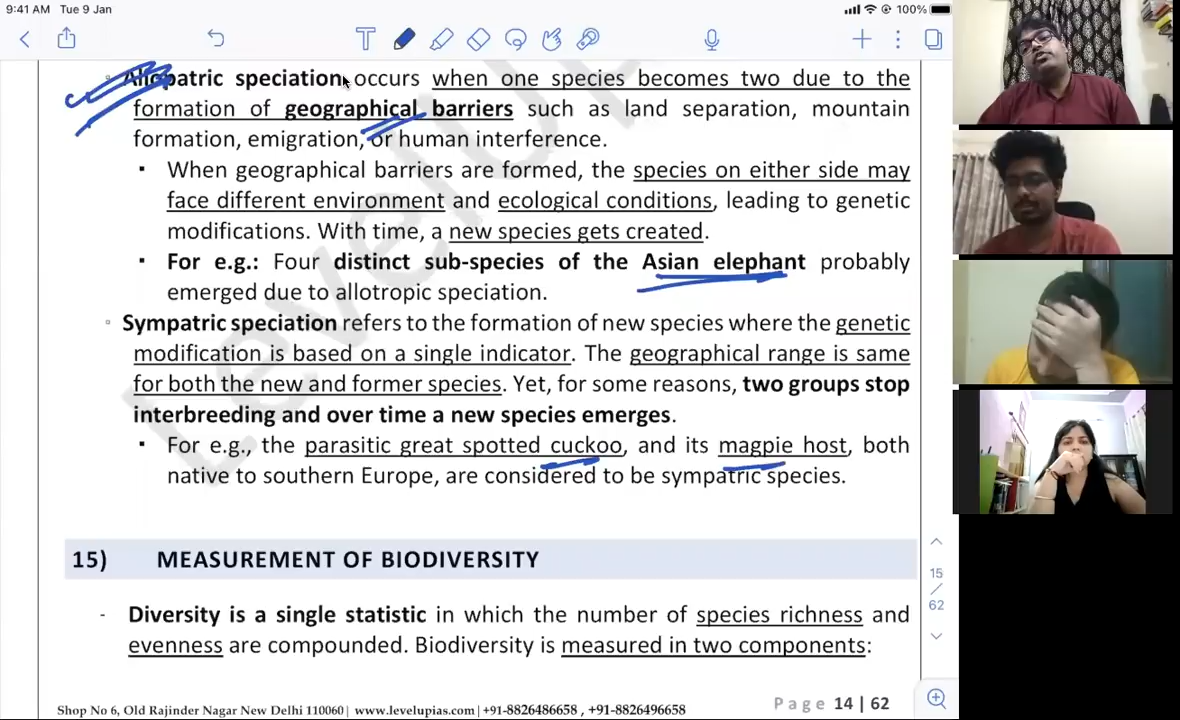 9:41 AM Tue 9 Jan
100%
Allopatric speciation occurs when one species becomes two due to the
formation of geographical barriers such as land separation, mountain
formation, emigration, or human interference.
▪ When geographical barriers are formed, the species on either side may
face different environment and ecological conditions, leading to genetic
modifications. With time, a new species gets created.
▪ For e.g.: Four distinct sub-species of the Asian elephant probably
emerged due to allotropic speciation.
Sympatric speciation refers to the formation of new species where the genetic
modification is based on a single indicator. The geographical range is same
for both the new and former species. Yet, for some reasons, two groups stop
interbreeding and over time a new species emerges.
▪ For e.g., the parasitic great spotted cuckoo, and its magpie host, both
native to southern Europe, are considered to be sympatric species.
15) MEASUREMENT OF BIODIVERSITY
- Diversity is a single statistic in which the number of species richness and
evenness are compounded. Biodiversity is measured in two components:
Shop No 6, Old Rajinder Nagar New Delhi 110060| www.levelupias.com | +91-8826486658 , +91-8826496658
Page 14 | 62
15
/
62
LevelUp